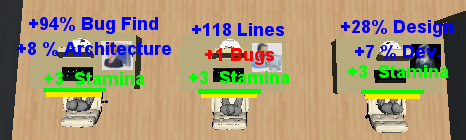 +94% Bug Find
+8 % Architecture
+3 Stamina
+118 Lines
+1 Bugs
+3 Stamina
+28% Design
+7 % Dev.
+3 Stamina